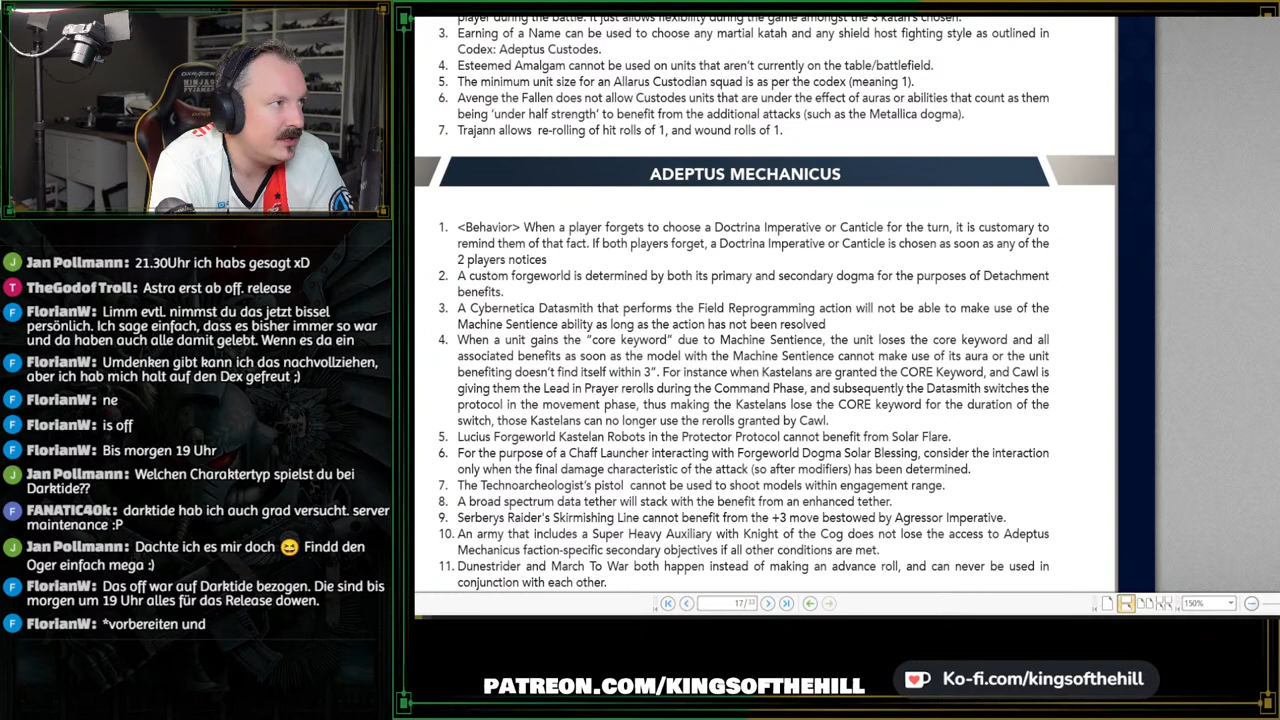 Jan Pollmann: 21.30Uhr ich habs gesagt xD
TheGodof Troll: Astra erst ab off. release
FlorianW: Limm evtl. nimmst du das jetzt bissel
persönlich. Ich sage einfach, dass es bisher immer so war
und da haben auch alle damit gelebt. Wenn es da ein
FlorianW: Umdenken gibt kann ich das nachvollziehen,
aber ich hab mich halt auf den Dex gefreut ;)
FlorianW: ne
FlorianW: is off
FlorianW: Bis morgen 19 Uhr
Jan Pollmann: Welchen Charaktertyp spielst du bei
Darktide??
FANATIC40k: darktide hab ich auch grad versucht. server
maintenance :P
Jan Pollmann: Dachte ich es mir doch 😆 Findd den
Oger einfach mega :)
FlorianW: Das off war auf Darktide bezogen. Die sind bis
morgen um 19 Uhr alles für das Release dowen.
FlorianW: *vorbereiten und
player during the battle. It just allows flexibility during the game amongst the 3 katah's chosen.
3. Earning of a Name can be used to choose any martial katah and any shield host fighting style as outlined in
Codex: Adeptus Custodes.
4. Esteemed Amalgam cannot be used on units that aren't currently on the table/battlefield.
5. The minimum unit size for an Allarus Custodian squad is as per the codex (meaning 1).
6. Avenge the Fallen does not allow Custodes units that are under the effect of auras or abilities that count as them
being 'under half strength' to benefit from the additional attacks (such as the Metallica dogma).
7. Trajann allows re-rolling of hit rolls of 1, and wound rolls of 1.
ADEPTUS MECHANICUS
1. <Behavior> When a player forgets to choose a Doctrina Imperative or Canticle for the turn, it is customary to
remind them of that fact. If both players forget, a Doctrina Imperative or Canticle is chosen as soon as any of the
2 players notices
2. A custom forgeworld is determined by both its primary and secondary dogma for the purposes of Detachment
benefits.
3. A Cybernetica Datasmith that performs the Field Reprogramming action will not be able to make use of the
Machine Sentience ability as long as the action has not been resolved
4. When a unit gains the "core keyword" due to Machine Sentience, the unit loses the core keyword and all
associated benefits as soon as the model with the Machine Sentience cannot make use of its aura or the unit
benefiting doesn't find itself within 3". For instance when Kastelans are granted the CORE Keyword, and Cawl is
giving them the Lead in Prayer rerolls during the Command Phase, and subsequently the Datasmith switches the
protocol in the movement phase, thus making the Kastelans lose the CORE keyword for the duration of the
switch, those Kastelans can no longer use the rerolls granted by Cawl.
5. Lucius Forgeworld Kastelan Robots in the Protector Protocol cannot benefit from Solar Flare.
6. For the purpose of a Chaff Launcher interacting with Forgeworld Dogma Solar Blessing, consider the interaction
only when the final damage characteristic of the attack (so after modifiers) has been determined.
7. The Technoarcheologist's pistol cannot be used to shoot models within engagement range.
8. A broad spectrum data tether will stack with the benefit from an enhanced tether.
9. Serberys Raider's Skirmishing Line cannot benefit from the +3 move bestowed by Agressor Imperative.
10. An army that includes a Super Heavy Auxiliary with Knight of the Cog does not lose the access to Adeptus
Mechanicus faction-specific secondary objectives if all other conditions are met.
11. Dunestrider and March To War both happen instead of making an advance roll, and can never be used in
conjunction with each other.
17/33
150%
PATREON.COM/KINGSOFTHEHILL
Ko-fi.com/kingsofthehill